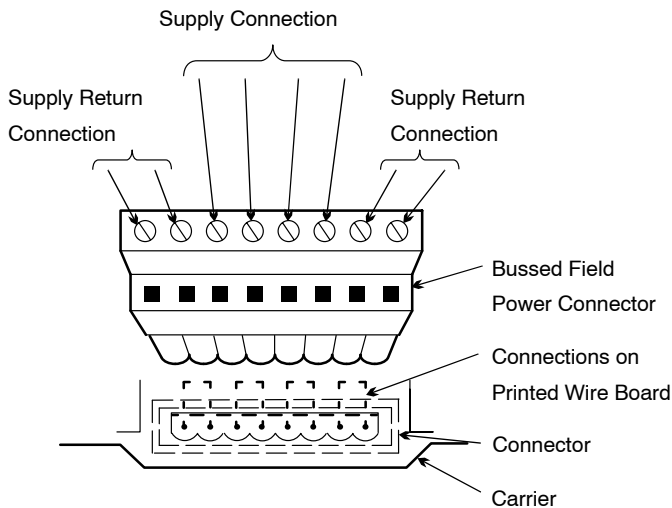 Supply Connection
Supply Return
Connection
Supply Return
Connection
Bussed Field
Power Connector
Connections on
Printed Wire Board
Connector
Carrier